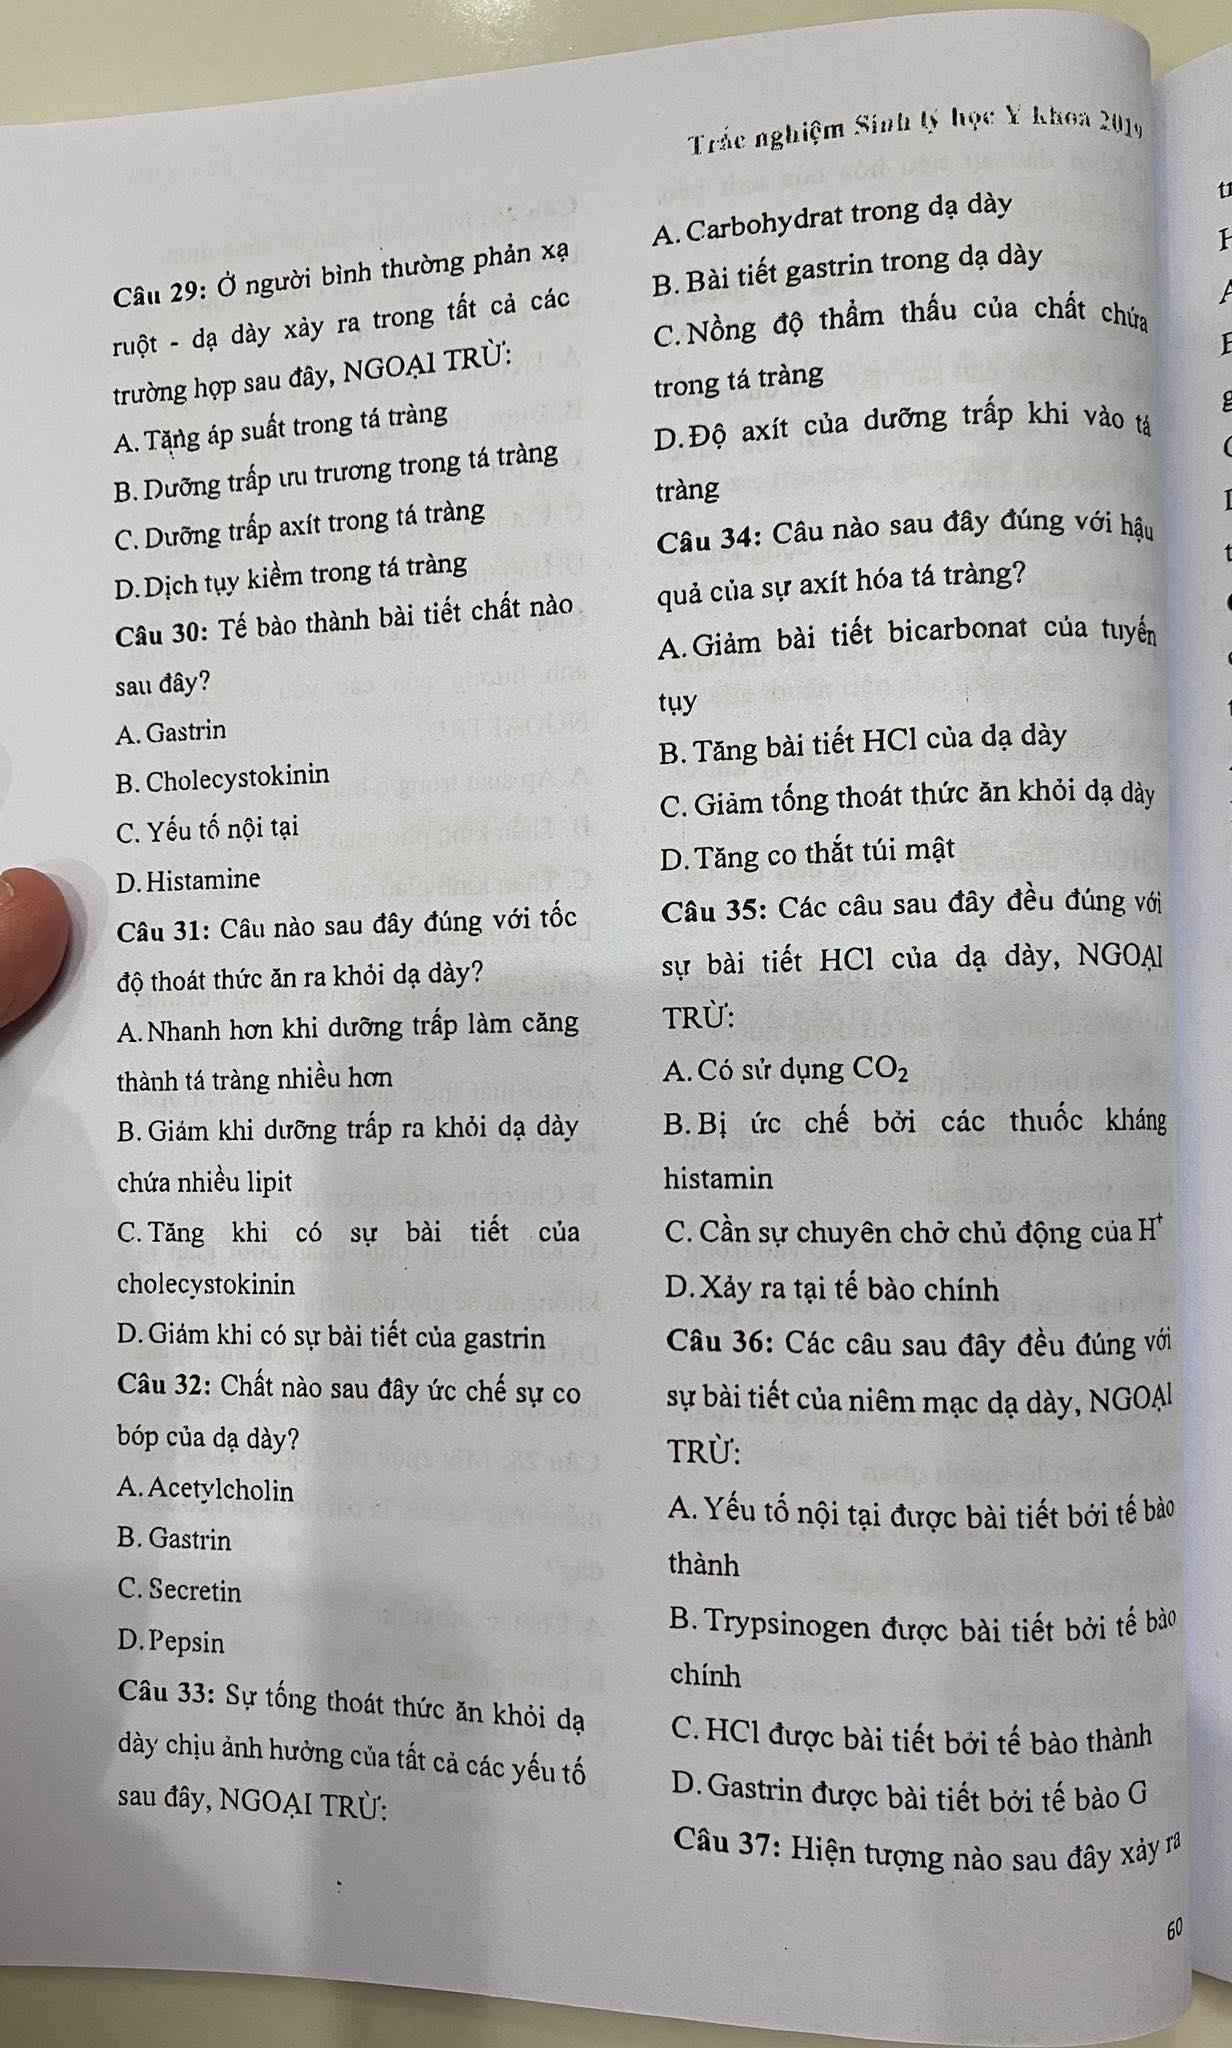 Trắc nghiệm Sinh lý học Y khoa 2019
Câu 29: Ở người bình thường phản xạ
ruột - dạ dày xảy ra trong tất cả các
trường hợp sau đây, NGOẠI TRỪ:
A. Tăng áp suất trong tá tràng
B. Dưỡng trấp ưu trương trong tá tràng
C. Dưỡng trấp axít trong tá tràng
D. Dịch tụy kiềm trong tá tràng
Câu 30: Tế bào thành bài tiết chất nào
sau đây?
A. Gastrin
B. Cholecystokinin
C. Yếu tố nội tại
D. Histamine
Câu 31: Câu nào sau đây đúng với tốc
độ thoát thức ăn ra khỏi dạ dày?
A. Nhanh hơn khi dưỡng trấp làm căng
thành tá tràng nhiều hơn
B. Giảm khi dưỡng trấp ra khỏi dạ dày
chứa nhiều lipit
C. Tăng khi có sự bài tiết của
cholecystokinin
D. Giảm khi có sự bài tiết của gastrin
Câu 32: Chất nào sau đây ức chế sự co
bóp của dạ dày?
A. Acetylcholin
B. Gastrin
C. Secretin
D. Pepsin
Câu 33: Sự tống thoát thức ăn khỏi dạ
dày chịu ảnh hưởng của tất cả các yếu tố
sau đây, NGOẠI TRỪ:
A. Carbohydrat trong dạ dày
B. Bài tiết gastrin trong dạ dày
C. Nồng độ thẩm thấu của chất chứa
trong tá tràng
D. Độ axít của dưỡng trấp khi vào tá
tràng
Câu 34: Câu nào sau đây đúng với hậu
quả của sự axít hóa tá tràng?
A. Giảm bài tiết bicarbonat của tuyến
tụy
B. Tăng bài tiết HCl của dạ dày
C. Giảm tống thoát thức ăn khỏi dạ dày
D. Tăng co thắt túi mật
Câu 35: Các câu sau đây đều đúng với
sự bài tiết HCl của dạ dày, NGOẠI
TRỪ:
A. Có sử dụng CO₂
B. Bị ức chế bởi các thuốc kháng
histamin
C. Cần sự chuyên chở chủ động của H⁺
D. Xảy ra tại tế bào chính
Câu 36: Các câu sau đây đều đúng với
sự bài tiết của niêm mạc dạ dày, NGOẠI
TRỪ:
A. Yếu tố nội tại được bài tiết bởi tế bào
thành
B. Trypsinogen được bài tiết bởi tế bào
chính
C. HCl được bài tiết bởi tế bào thành
D. Gastrin được bài tiết bởi tế bào G
Câu 37: Hiện tượng nào sau đây xảy ra
60